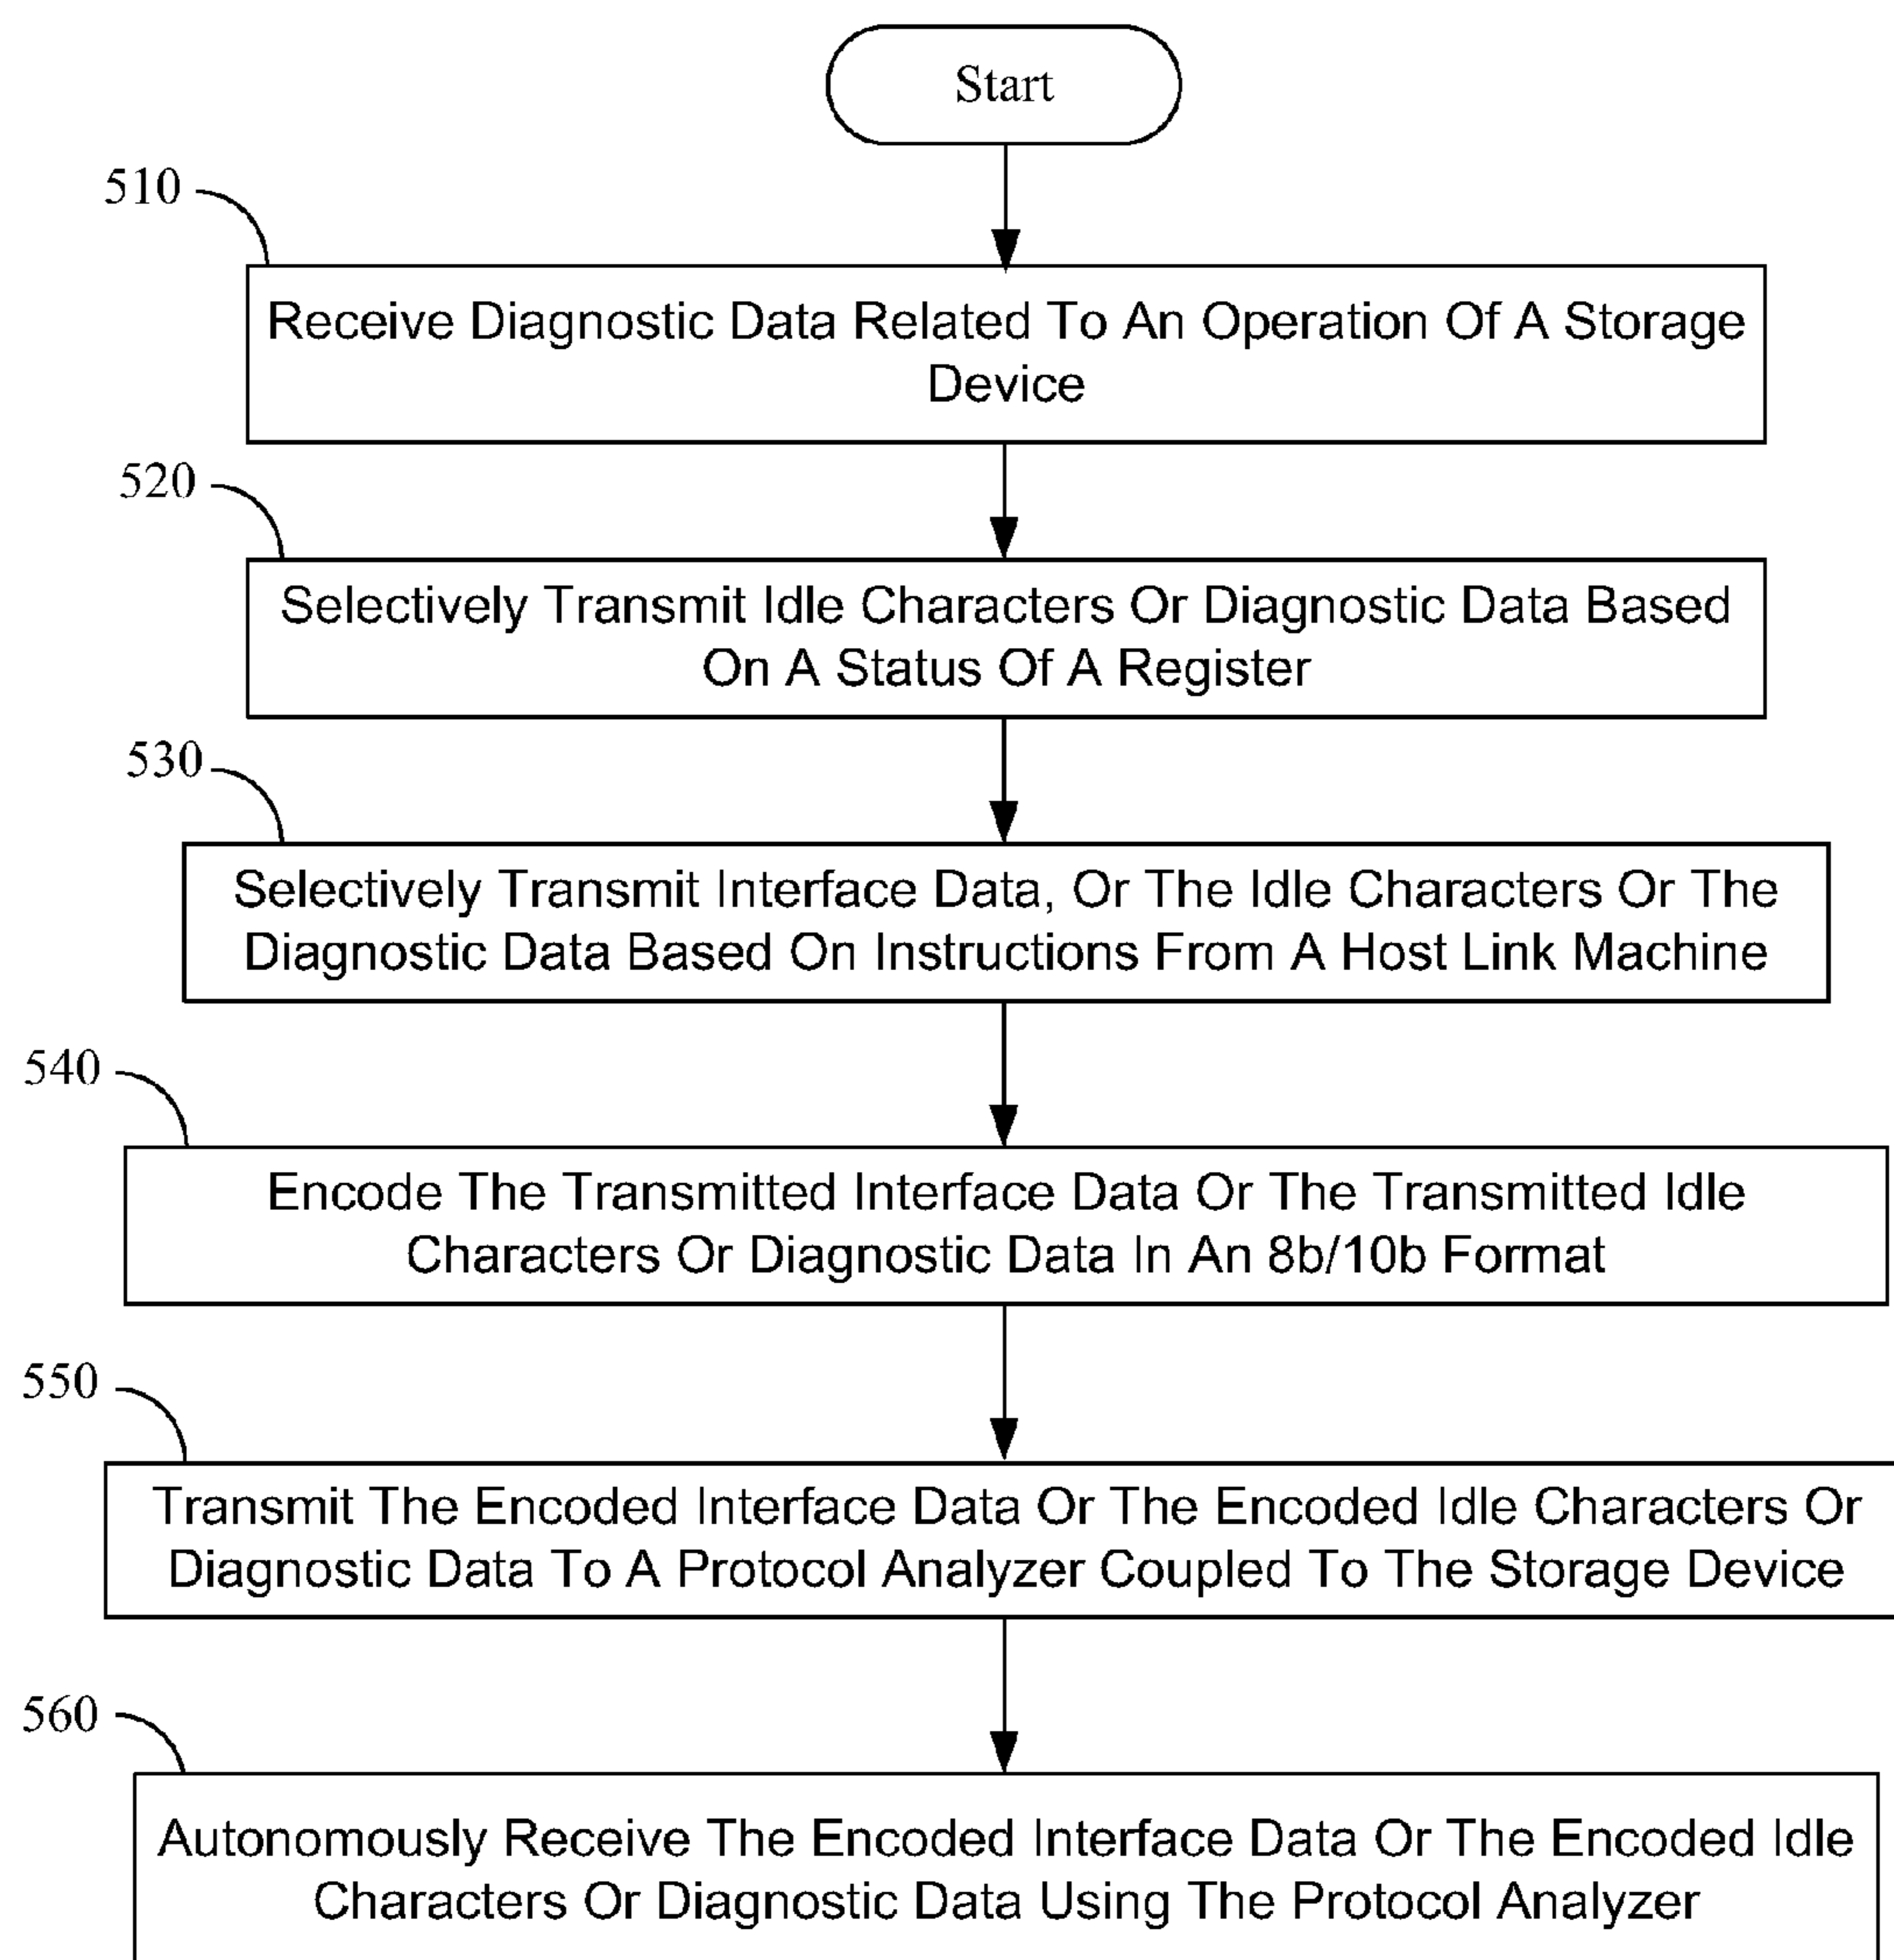 Start
510
Receive Diagnostic Data Related To An Operation Of A Storage
Device
520
Selectively Transmit Idle Characters Or Diagnostic Data Based
On A Status Of A Register
530
Selectively Transmit Interface Data, Or The Idle Characters Or The
Diagnostic Data Based On Instructions From A Host Link Machine
540
Encode The Transmitted Interface Data Or The Transmitted Idle
Characters Or Diagnostic Data In An 8b/10b Format
550
Transmit The Encoded Interface Data Or The Encoded Idle Characters Or
Diagnostic Data To A Protocol Analyzer Coupled To The Storage Device
560
Autonomously Receive The Encoded Interface Data Or The Encoded Idle
Characters Or Diagnostic Data Using The Protocol Analyzer